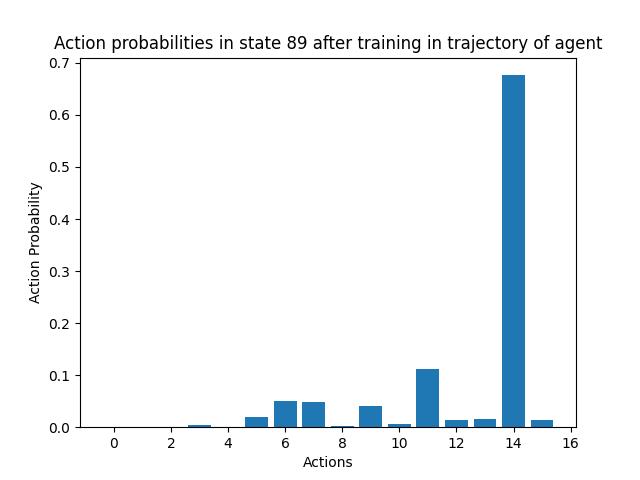 Action probabilities in state 89 after training in trajectory of agent
0.7
0.6
0.5
0.4
0.3
0.2
0.1
0.0
Action Probability
0 2 4 6 8 10 12 14 16
Actions